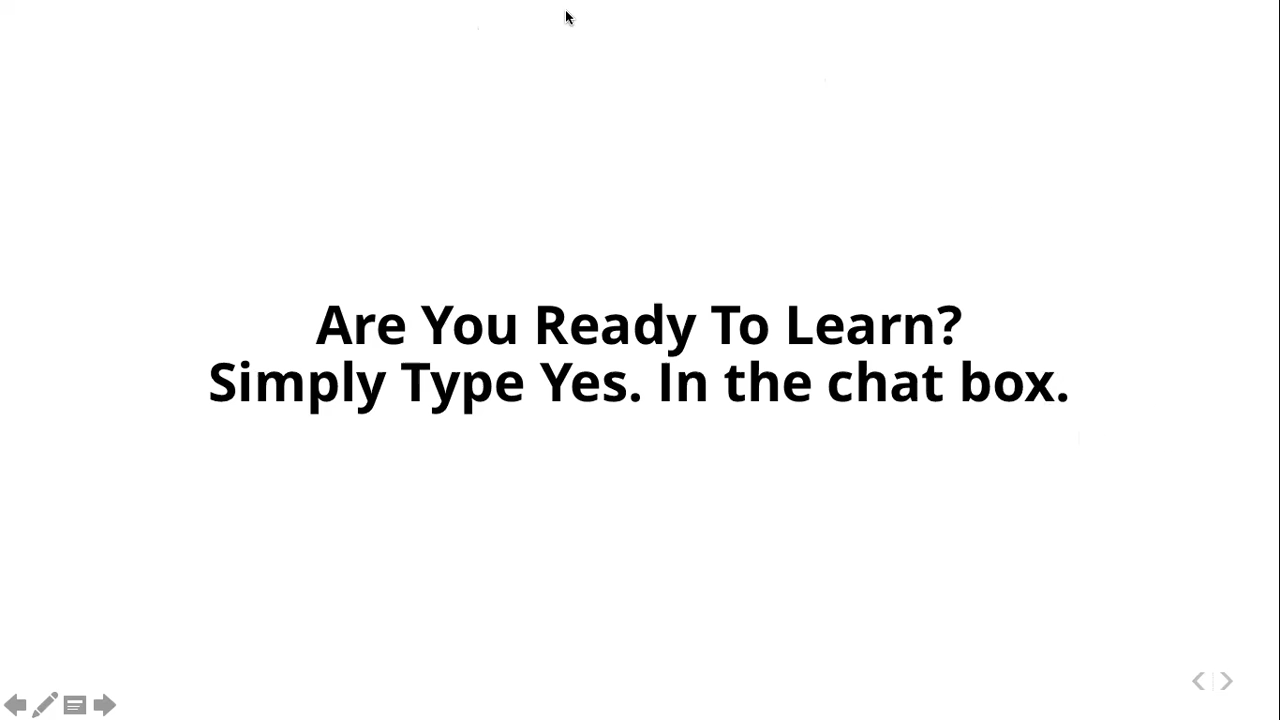 Are You Ready To Learn?
Simply Type Yes. In the chat box.